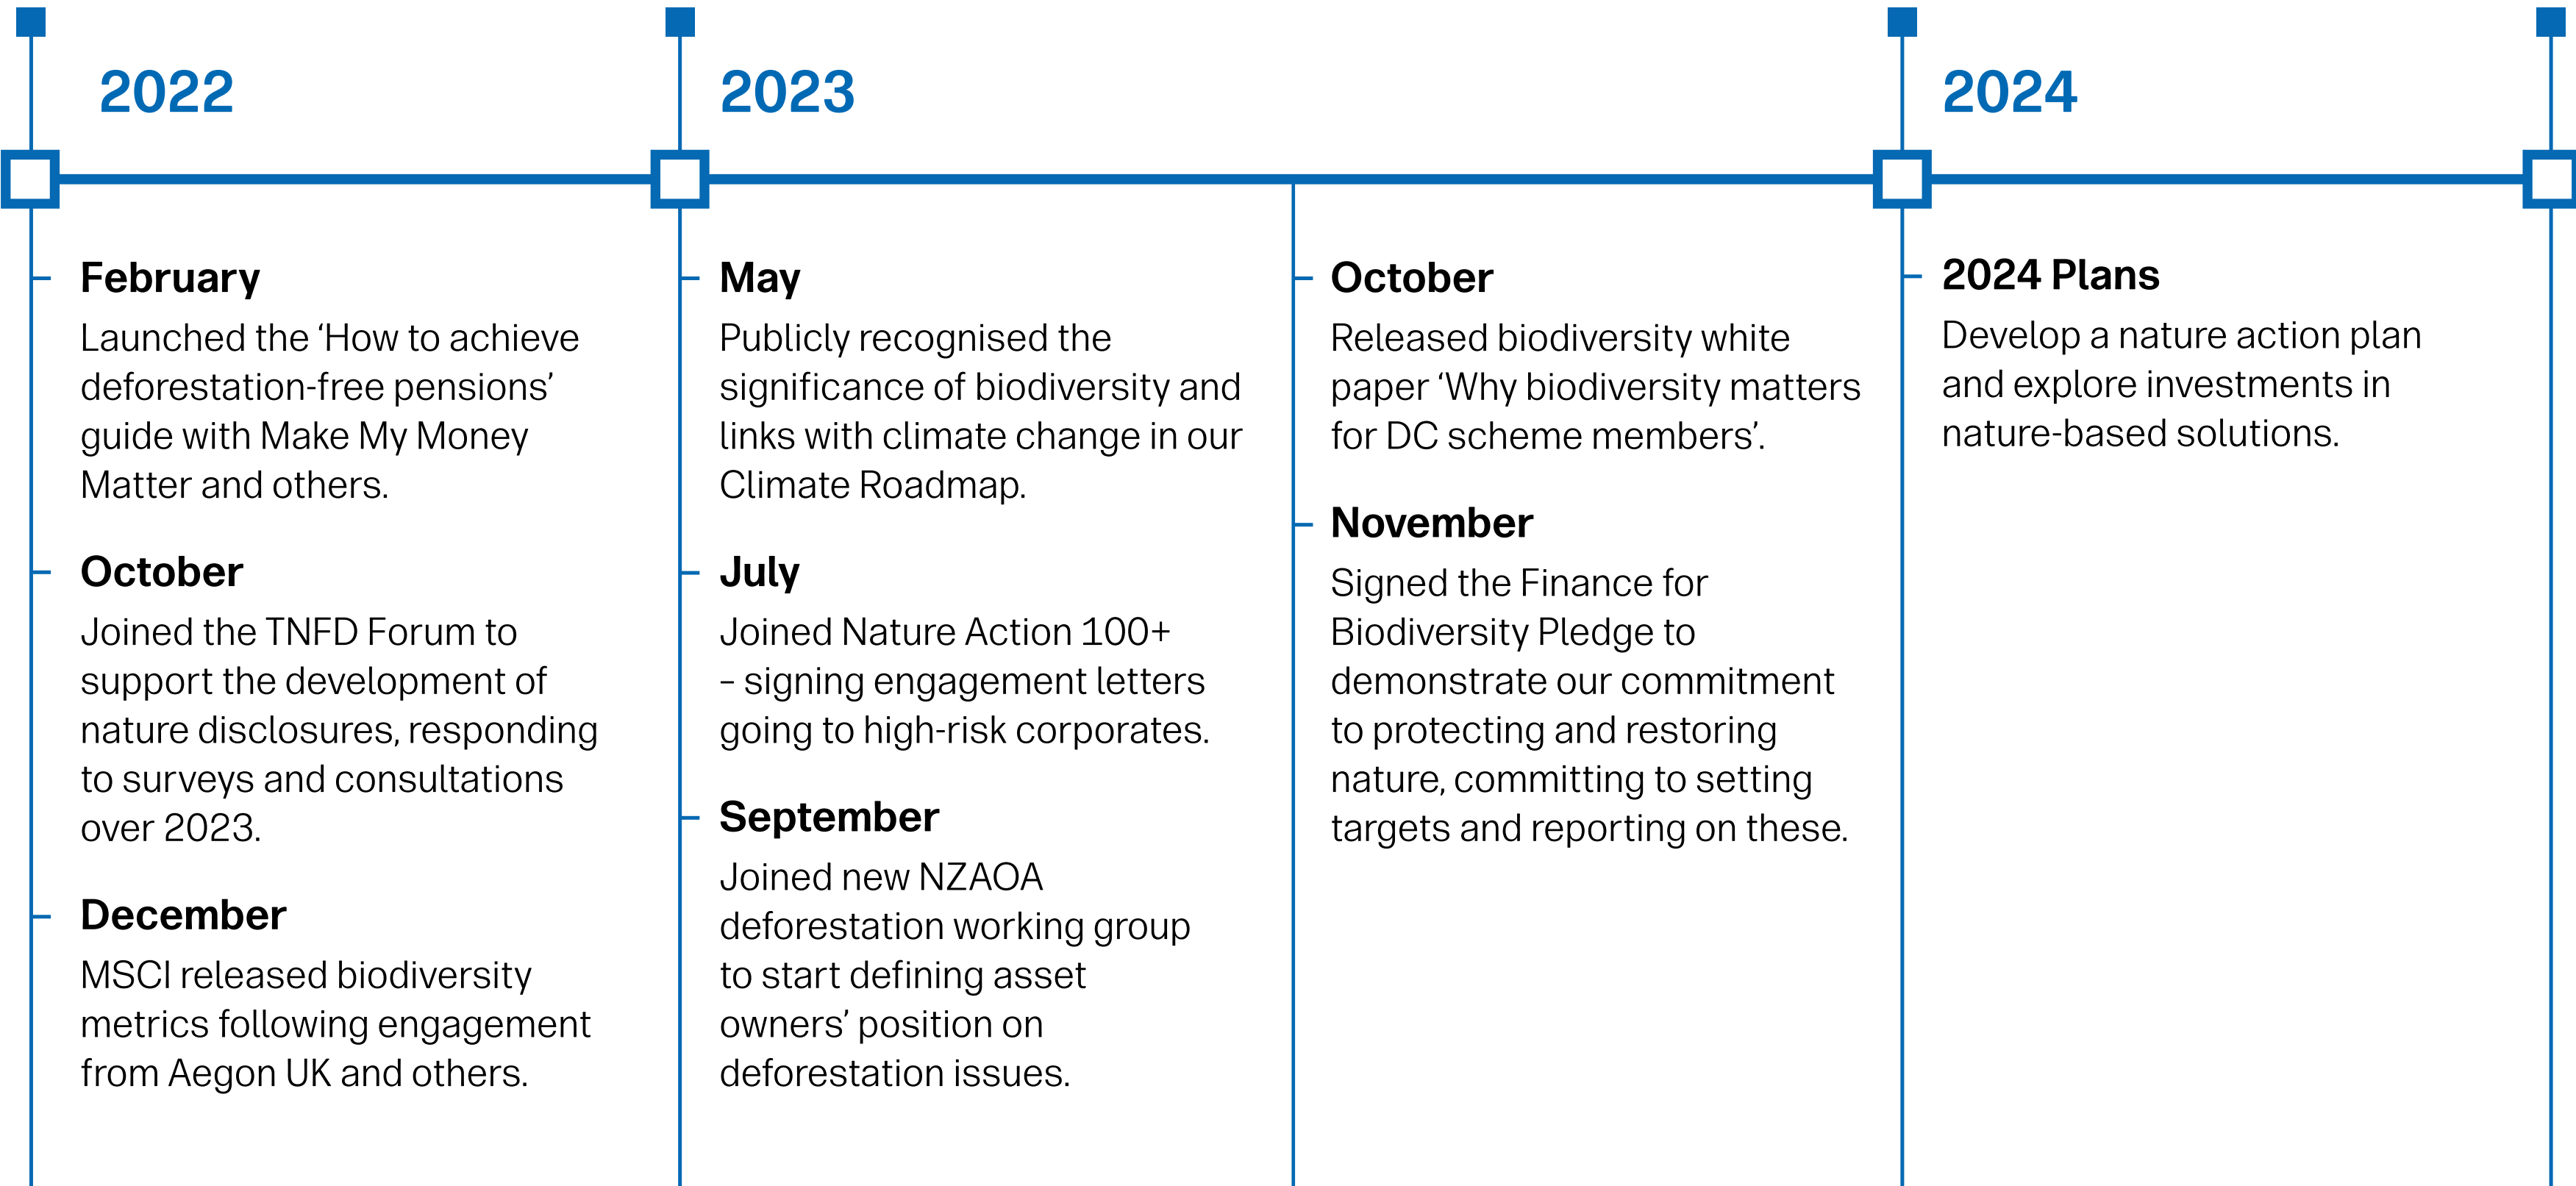 2022
February
Launched the ‘How to achieve
deforestation-free pensions’
guide with Make My Money
Matter and others.
October
Joined the TNFD Forum to
support the development of
nature disclosures, responding
to surveys and consultations
over 2023.
December
MSCI released biodiversity
metrics following engagement
from Aegon UK and others.
2023
May
Publicly recognised the
significance of biodiversity and
links with climate change in our
Climate Roadmap.
July
Joined Nature Action 100+
– signing engagement letters
going to high-risk corporates.
September
Joined new NZAOA
deforestation working group
to start defining asset
owners’ position on
deforestation issues.
October
Released biodiversity white
paper ‘Why biodiversity matters
for DC scheme members’.
November
Signed the Finance for
Biodiversity Pledge to
demonstrate our commitment
to protecting and restoring
nature, committing to setting
targets and reporting on these.
2024
2024 Plans
Develop a nature action plan
and explore investments in
nature-based solutions.